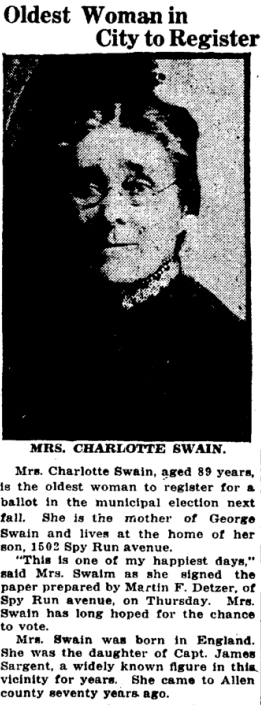 Oldest Woman in
City to Register
MRS. CHARLOTTE SWAIN.
Mrs. Charlotte Swain, aged 89 years,
is the oldest woman to register for a
ballot in the municipal election next
fall. She is the mother of George
Swain and lives at the home of her
son, 1502 Spy Run avenue.
"This is one of my happiest days,"
said Mrs. Swaim as she signed the
paper prepared by Martin F. Detzer, of
Spy Run avenue, on Thursday. Mrs.
Swain has long hoped for the chance
to vote.
Mrs. Swain was born in England.
She was the daughter of Capt. James
Sargent, a widely known figure in this
vicinity for years. She came to Allen
county seventy years ago.